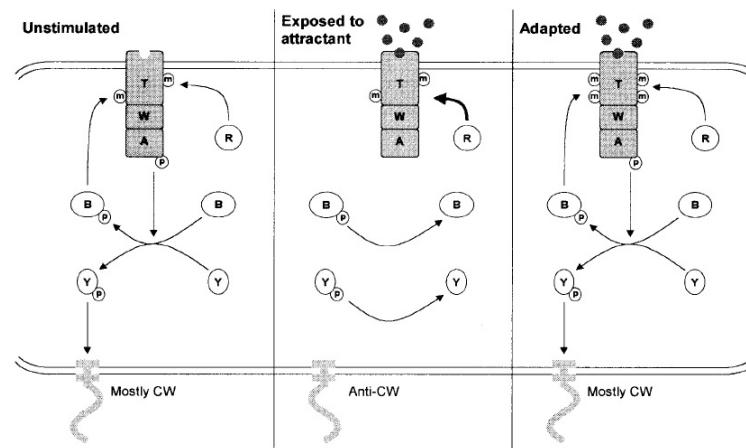 Unstimulated
T
m
m
W
A
P
R
B
P
B
Y
P
Y
Mostly CW
Exposed to
attractant
T
m
m
W
A
R
B
P
B
Y
P
Y
Anti-CW
Adapted
T
m
m
m
m
W
A
P
R
B
P
B
Y
P
Y
Mostly CW